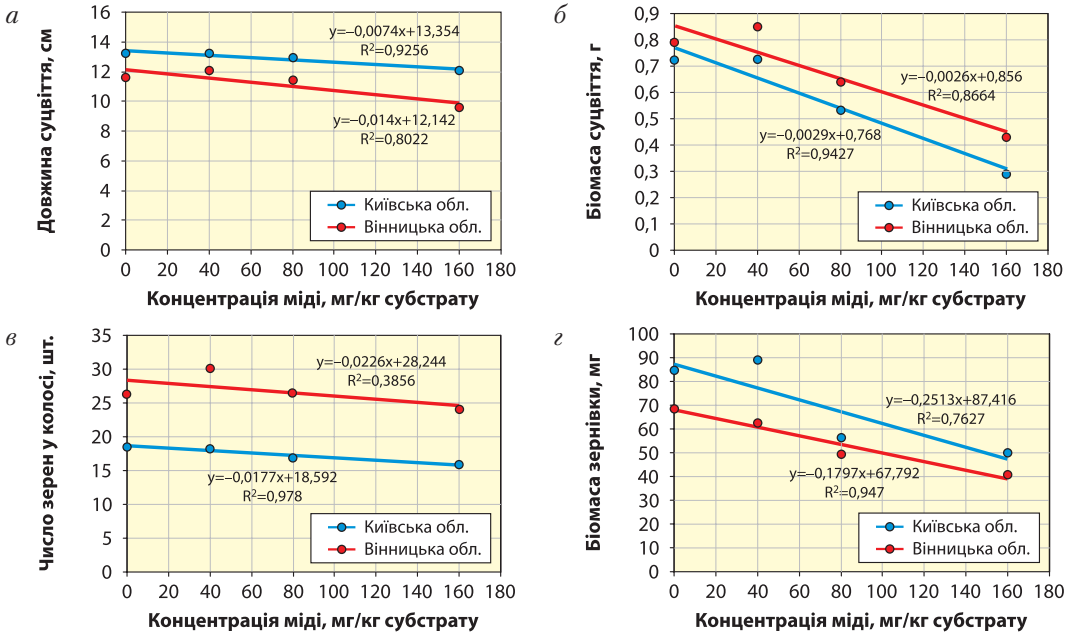 а
Довжина суцвіття, см
16
14
12
10
8
6
4
2
0
y=–0,0074x+13,354
R²=0,9256
y=–0,014x+12,142
R²=0,8022
Київська обл.
Вінницька обл.
0 20 40 60 80 100 120 140 160 180
Концентрація міді, мг/кг субстрату
б
Біомаса суцвіття, г
0,9
0,8
0,7
0,6
0,5
0,4
0,3
0,2
0,1
0
y=–0,0026x+0,856
R²=0,8664
y=–0,0029x+0,768
R²=0,9427
Київська обл.
Вінницька обл.
0 20 40 60 80 100 120 140 160 180
Концентрація міді, мг/кг субстрату
в
Число зерен у колосі, шт.
35
30
25
20
15
10
5
0
y=–0,0226x+28,244
R²=0,3856
y=–0,0177x+18,592
R²=0,978
Київська обл.
Вінницька обл.
0 20 40 60 80 100 120 140 160 180
Концентрація міді, мг/кг субстрату
г
Біомаса зернівки, мг
100
90
80
70
60
50
40
30
20
10
0
y=–0,2513x+87,416
R²=0,7627
y=–0,1797x+67,792
R²=0,947
Київська обл.
Вінницька обл.
0 20 40 60 80 100 120 140 160 180
Концентрація міді, мг/кг субстрату